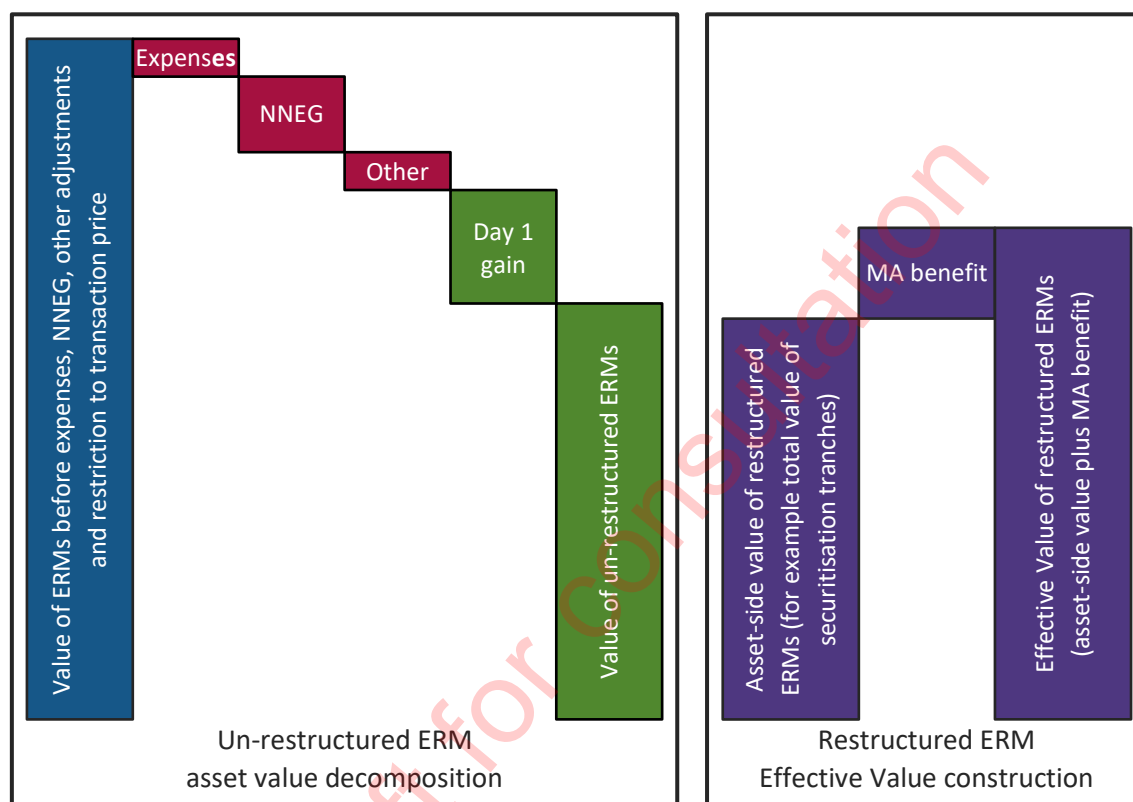 Value of ERMs before expenses, NNEG, other adjustments
and restriction to transaction price
Expenses
NNEG
Other
Day 1
gain
Value of un-restructured ERMs
Un-restructured ERM
asset value decomposition
Asset-side value of restructured
ERMs (for example total value of
securitisation tranches)
MA benefit
Effective Value of restructured ERMs
(asset-side value plus MA benefit)
Restructured ERM
Effective Value construction
for consultation